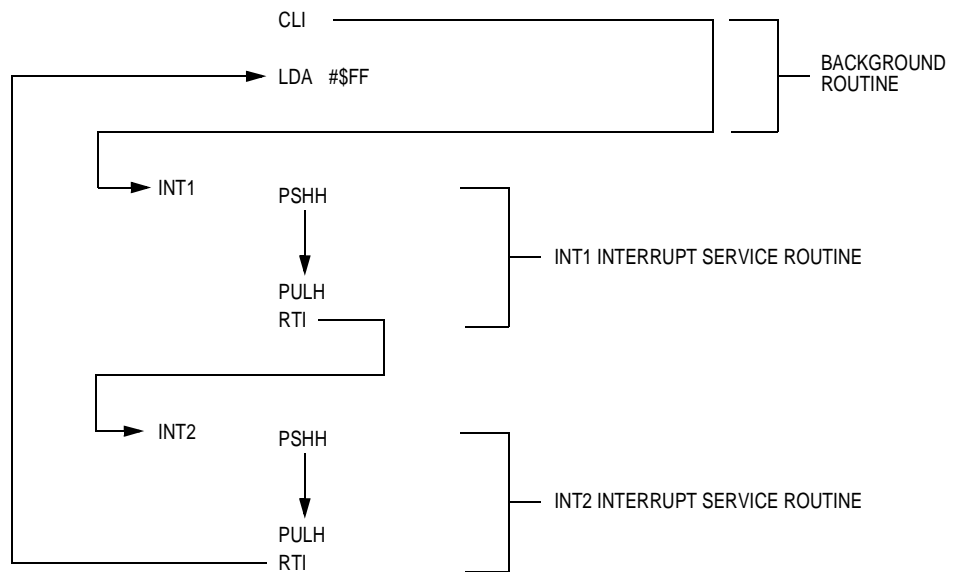 CLI
LDA #$FF
BACKGROUND
ROUTINE
INT1
PSHH
INT1 INTERRUPT SERVICE ROUTINE
PULH
RTI
INT2
PSHH
INT2 INTERRUPT SERVICE ROUTINE
PULH
RTI